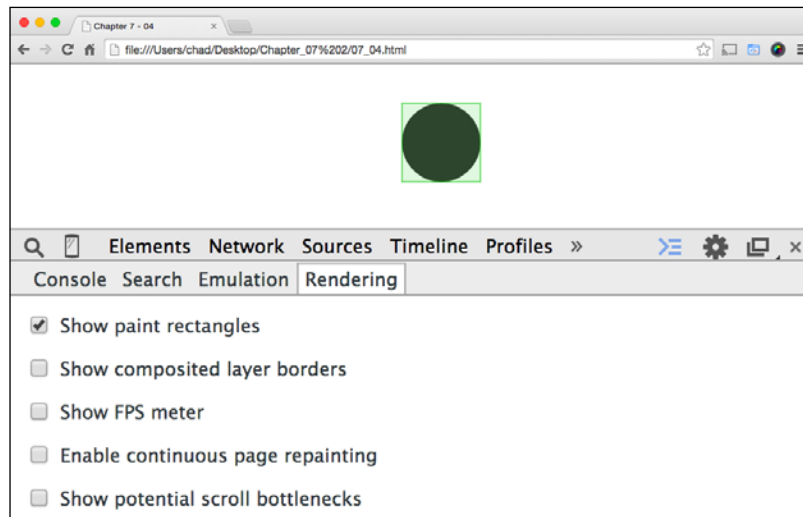 Chapter 7 - 04
file:///Users/chad/Desktop/Chapter_07%202/07_04.html
Elements Network Sources Timeline Profiles »
Console Search Emulation Rendering
Show paint rectangles
Show composited layer borders
Show FPS meter
Enable continuous page repainting
Show potential scroll bottlenecks